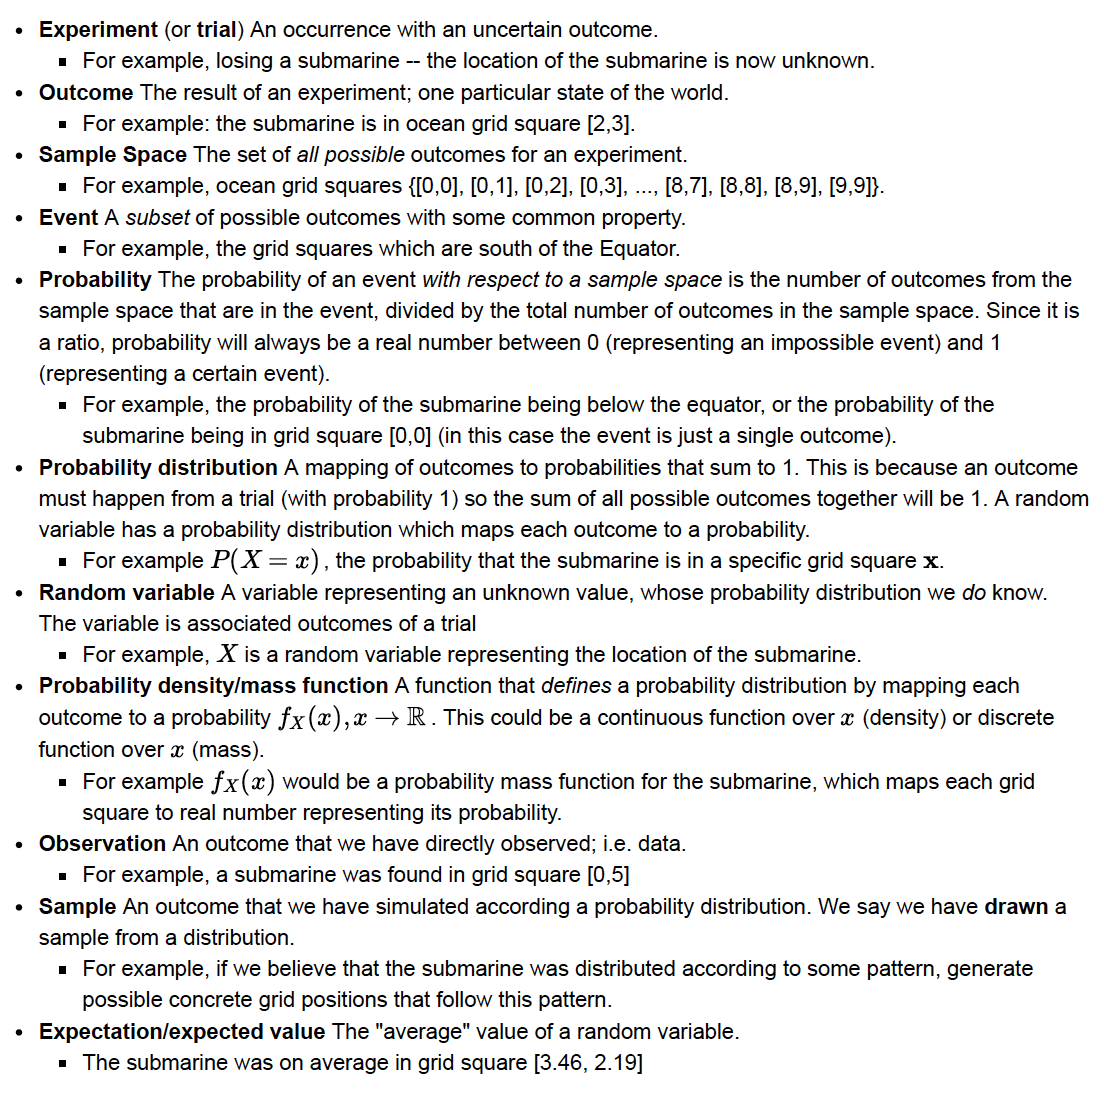 • Experiment (or trial) An occurrence with an uncertain outcome.
▪ For example, losing a submarine -- the location of the submarine is now unknown.
• Outcome The result of an experiment; one particular state of the world.
▪ For example: the submarine is in ocean grid square [2,3].
• Sample Space The set of all possible outcomes for an experiment.
▪ For example, ocean grid squares {[0,0], [0,1], [0,2], [0,3], ..., [8,7], [8,8], [8,9], [9,9]}.
• Event A subset of possible outcomes with some common property.
▪ For example, the grid squares which are south of the Equator.
• Probability The probability of an event with respect to a sample space is the number of outcomes from the
sample space that are in the event, divided by the total number of outcomes in the sample space. Since it is
a ratio, probability will always be a real number between 0 (representing an impossible event) and 1
(representing a certain event).
▪ For example, the probability of the submarine being below the equator, or the probability of the
submarine being in grid square [0,0] (in this case the event is just a single outcome).
• Probability distribution A mapping of outcomes to probabilities that sum to 1. This is because an outcome
must happen from a trial (with probability 1) so the sum of all possible outcomes together will be 1. A random
variable has a probability distribution which maps each outcome to a probability.
▪ For example P(X = x), the probability that the submarine is in a specific grid square x.
• Random variable A variable representing an unknown value, whose probability distribution we do know.
The variable is associated outcomes of a trial
▪ For example, X is a random variable representing the location of the submarine.
• Probability density/mass function A function that defines a probability distribution by mapping each
outcome to a probability f_X(x), x → ℝ. This could be a continuous function over x (density) or discrete
function over x (mass).
▪ For example f_X(x) would be a probability mass function for the submarine, which maps each grid
square to real number representing its probability.
• Observation An outcome that we have directly observed; i.e. data.
▪ For example, a submarine was found in grid square [0,5]
• Sample An outcome that we have simulated according a probability distribution. We say we have drawn a
sample from a distribution.
▪ For example, if we believe that the submarine was distributed according to some pattern, generate
possible concrete grid positions that follow this pattern.
• Expectation/expected value The "average" value of a random variable.
▪ The submarine was on average in grid square [3.46, 2.19]